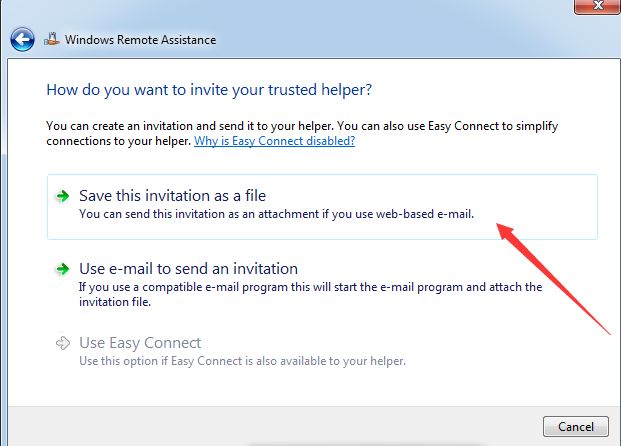 Windows Remote Assistance
How do you want to invite your trusted helper?
You can create an invitation and send it to your helper. You can also use Easy Connect to simplify
connections to your helper. Why is Easy Connect disabled?
Save this invitation as a file
You can send this invitation as an attachment if you use web-based e-mail.
Use e-mail to send an invitation
If you use a compatible e-mail program this will start the e-mail program and attach the
invitation file.
Use Easy Connect
Use this option if Easy Connect is also available to your helper.
Cancel